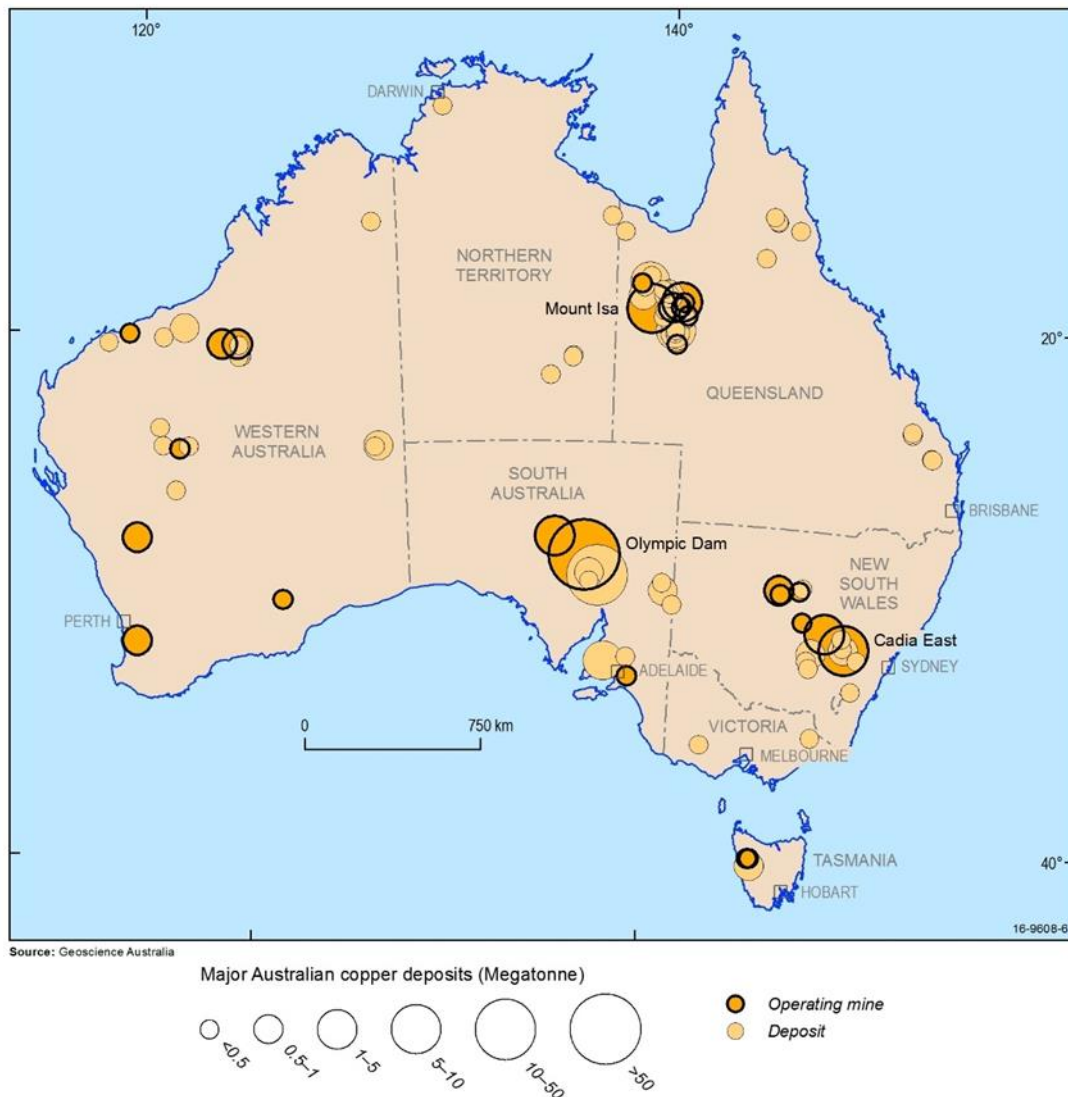 120°
140°
DARWIN
NORTHERN
TERRITORY
Mount Isa
20°
QUEENSLAND
WESTERN
AUSTRALIA
SOUTH
AUSTRALIA
BRISBANE
Olympic Dam
NEW
SOUTH
WALES
PERTH
Cadia East
ADELAIDE
SYDNEY
0 750 km
VICTORIA
MELBOURNE
TASMANIA
40°
HOBART
16-9608-6
Source: Geoscience Australia
Major Australian copper deposits (Megatonne)
Operating mine
Deposit
<0.5
0.5–1
1–5
5–10
10–50
>50